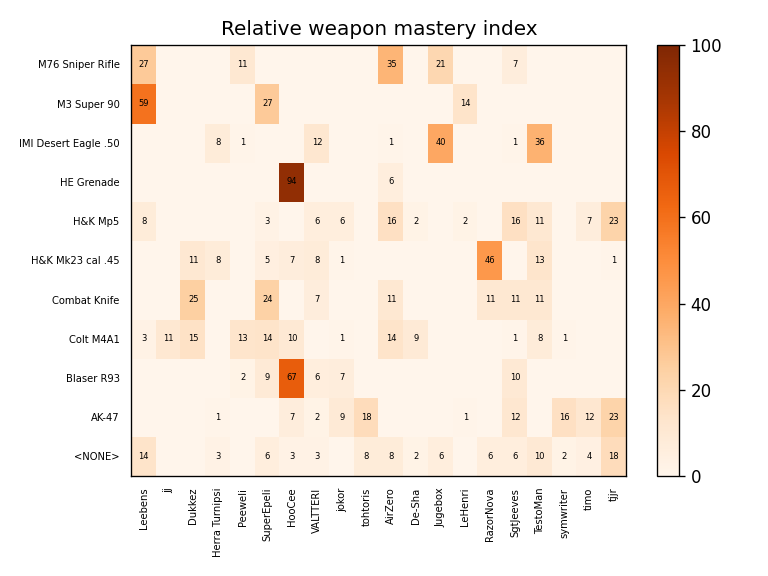 Relative weapon mastery index
M76 Sniper Rifle 27 11 35 21 7
M3 Super 90 59 27 14
IMI Desert Eagle .50 8 1 12 1 40 1 36
HE Grenade 94 6
H&K Mp5 8 3 6 6 16 2 2 16 11 7 23
H&K Mk23 cal .45 11 8 5 7 8 1 46 13 1
Combat Knife 25 24 7 11 11 11 11
Colt M4A1 3 11 15 13 14 10 1 14 9 1 8 1
Blaser R93 2 9 67 6 7 10
AK-47 1 7 2 9 18 1 12 16 12 23
<NONE> 14 3 6 3 3 8 8 2 6 6 6 10 2 4 18
Leebens
jj
Dukkez
Herra Turnipsi
Peeweli
SuperEpeli
HooCee
VALTTERI
jokor
tohtoris
AirZero
De-Sha
Jugebox
LeHenri
RazorNova
SgtJeeves
TestoMan
symwriter
timo
tjjr
100
80
60
40
20
0